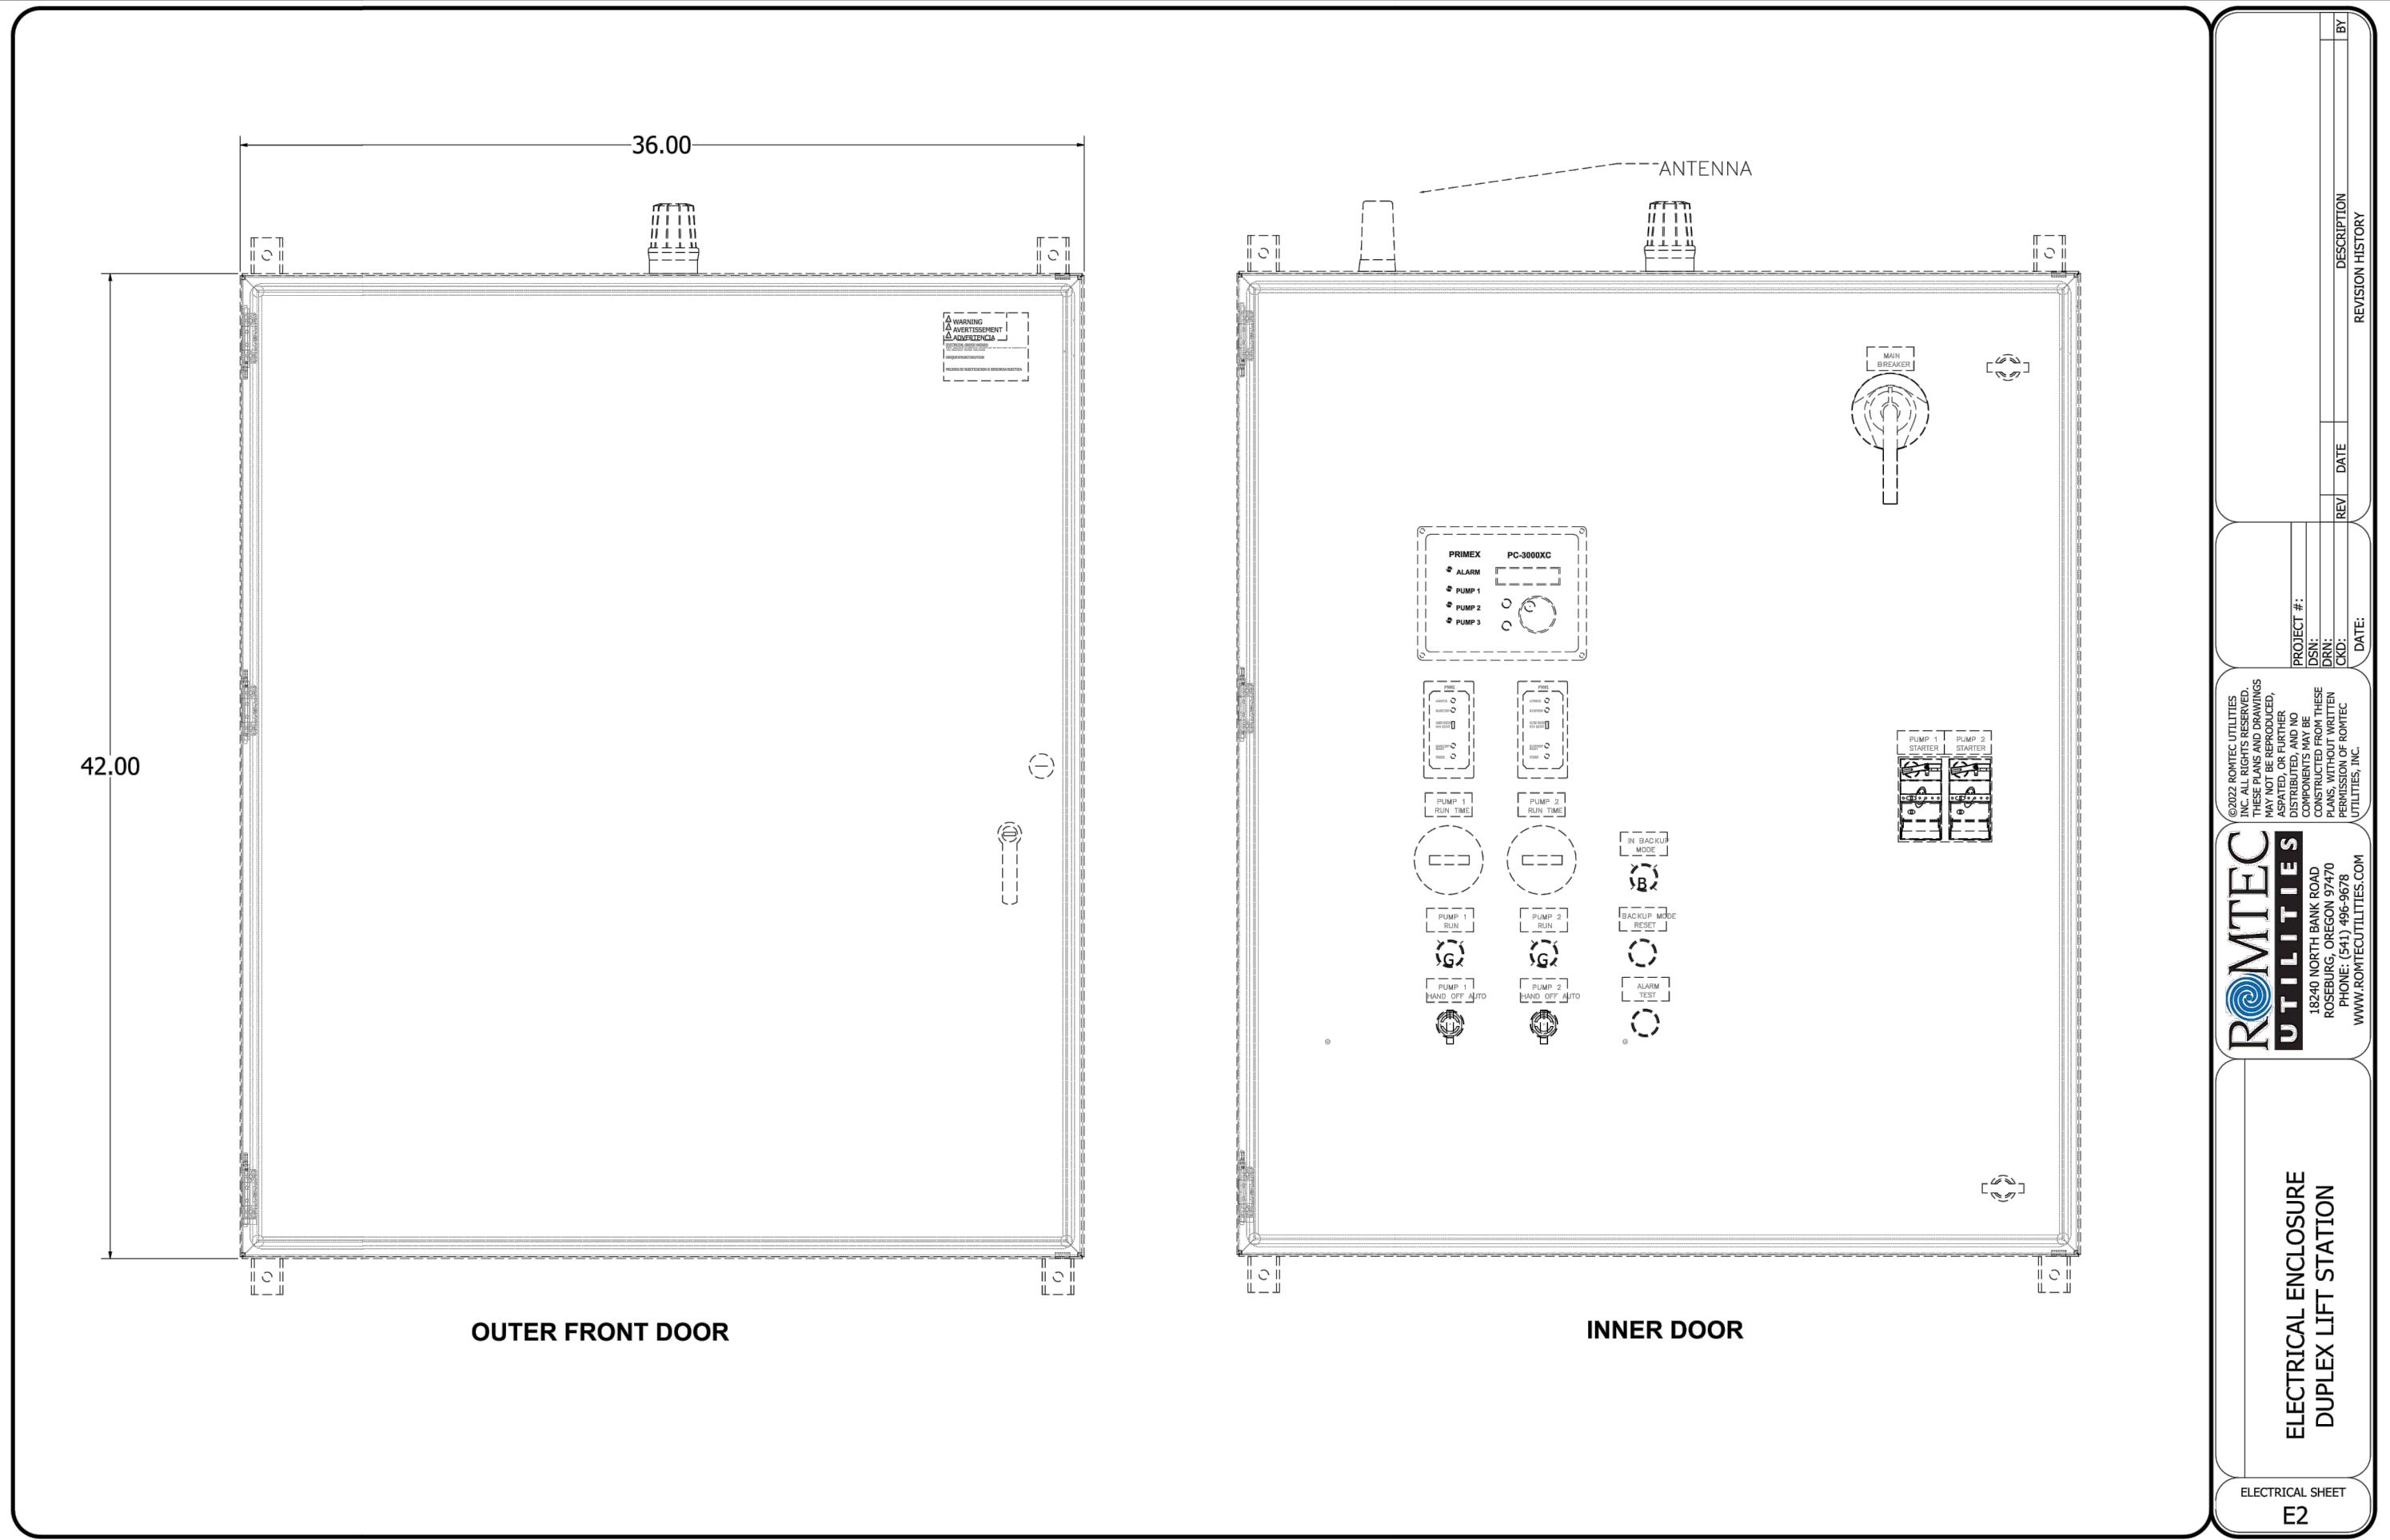 36.00
42.00
WARNING
AVERTISSEMENT
ADVERTENCIA
OUTER FRONT DOOR
ANTENNA
MAIN
BREAKER
PRIMEX PC-3000XC
ALARM
PUMP 1
PUMP 2
PUMP 3
PUMP 1
STARTER
PUMP 2
STARTER
PUMP 1
RUN TIME
PUMP 2
RUN TIME
IN BACKUP
MODE
B
PUMP 1
RUN
PUMP 2
RUN
BACKUP MODE
RESET
G
G
PUMP 1
HAND OFF AUTO
PUMP 2
HAND OFF AUTO
ALARM
TEST
INNER DOOR
REV DATE DESCRIPTION BY
REVISION HISTORY
PROJECT #:
DSN:
DRN:
CKD:
DATE:
©2022 ROMTEC UTILITIES
INC. ALL RIGHTS RESERVED.
THESE PLANS AND DRAWINGS
MAY NOT BE REPRODUCED,
ASPATED, OR FURTHER
DISTRIBUTED, AND NO
COMPONENTS MAY BE
CONSTRUCTED FROM THESE
PLANS, WITHOUT WRITTEN
PERMISSION OF ROMTEC
UTILITIES, INC.
ROMTEC
UTILITIES
18240 NORTH BANK ROAD
ROSEBURG, OREGON 97470
PHONE: (541) 496-9678
WWW.ROMTECUTILITIES.COM
ELECTRICAL ENCLOSURE
DUPLEX LIFT STATION
ELECTRICAL SHEET
E2